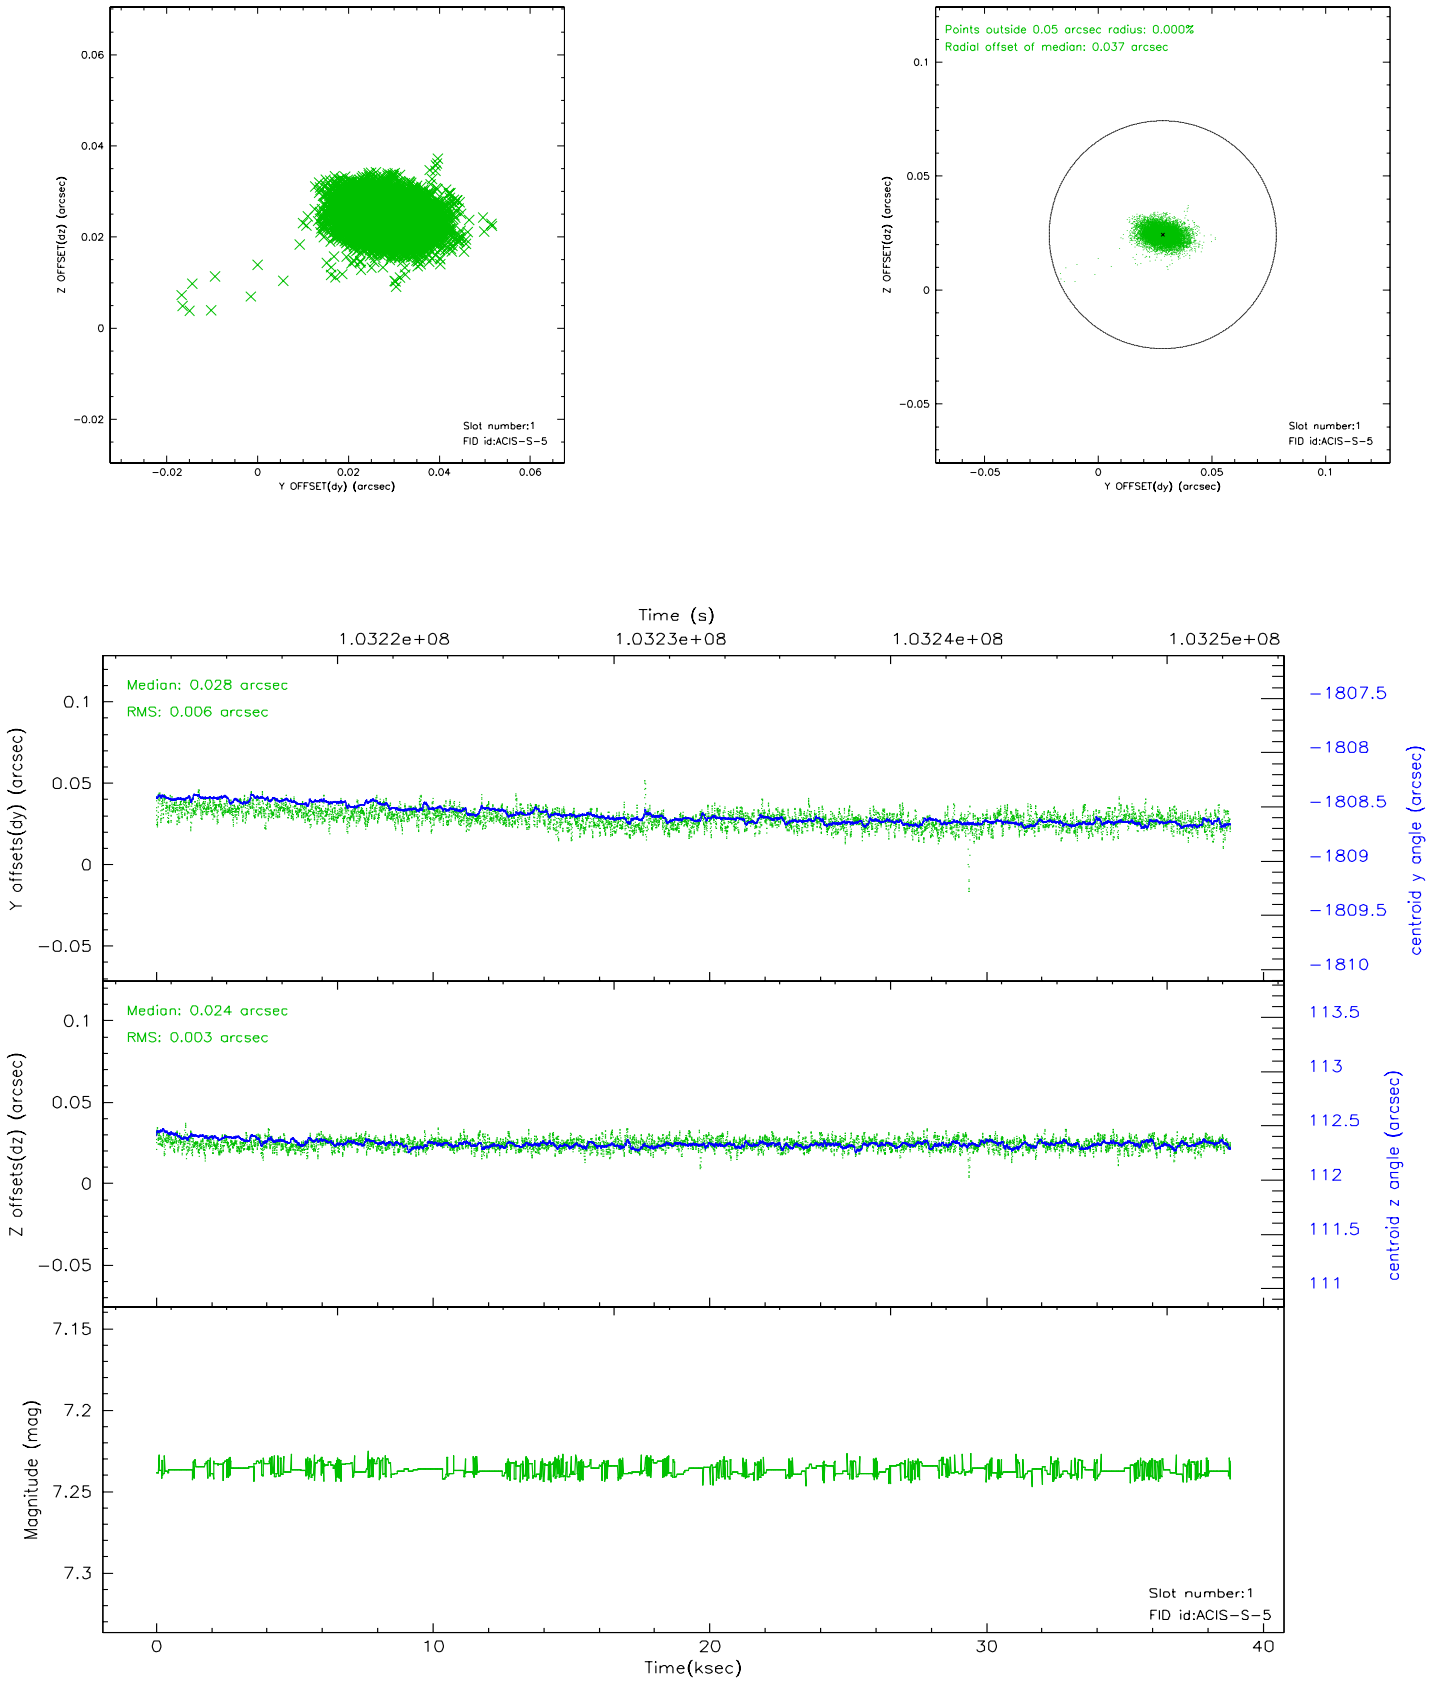 0.06
0.04
0.02
0
−0.02
Z OFFSET(dz) (arcsec)
Slot number:1
FID id:ACIS−S−5
−0.02 0 0.02 0.04 0.06
Y OFFSET(dy) (arcsec)
Points outside 0.05 arcsec radius: 0.000%
Radial offset of median: 0.037 arcsec
0.1
0.05
0
−0.05
Z OFFSET(dz) (arcsec)
Slot number:1
FID id:ACIS−S−5
−0.05 0 0.05 0.1
Y OFFSET(dy) (arcsec)
Time (s)
1.0322e+08 1.0323e+08 1.0324e+08 1.0325e+08
Median: 0.028 arcsec
RMS: 0.006 arcsec
0.1
0.05
0
−0.05
Y offsets(dy) (arcsec)
−1807.5
−1808
−1808.5
−1809
−1809.5
−1810
centroid y angle (arcsec)
Median: 0.024 arcsec
RMS: 0.003 arcsec
0.1
0.05
0
−0.05
Z offsets(dz) (arcsec)
113.5
113
112.5
112
111.5
111
centroid z angle (arcsec)
7.15
7.2
7.25
7.3
Magnitude (mag)
Slot number:1
FID id:ACIS−S−5
0 10 20 30 40
Time(ksec)